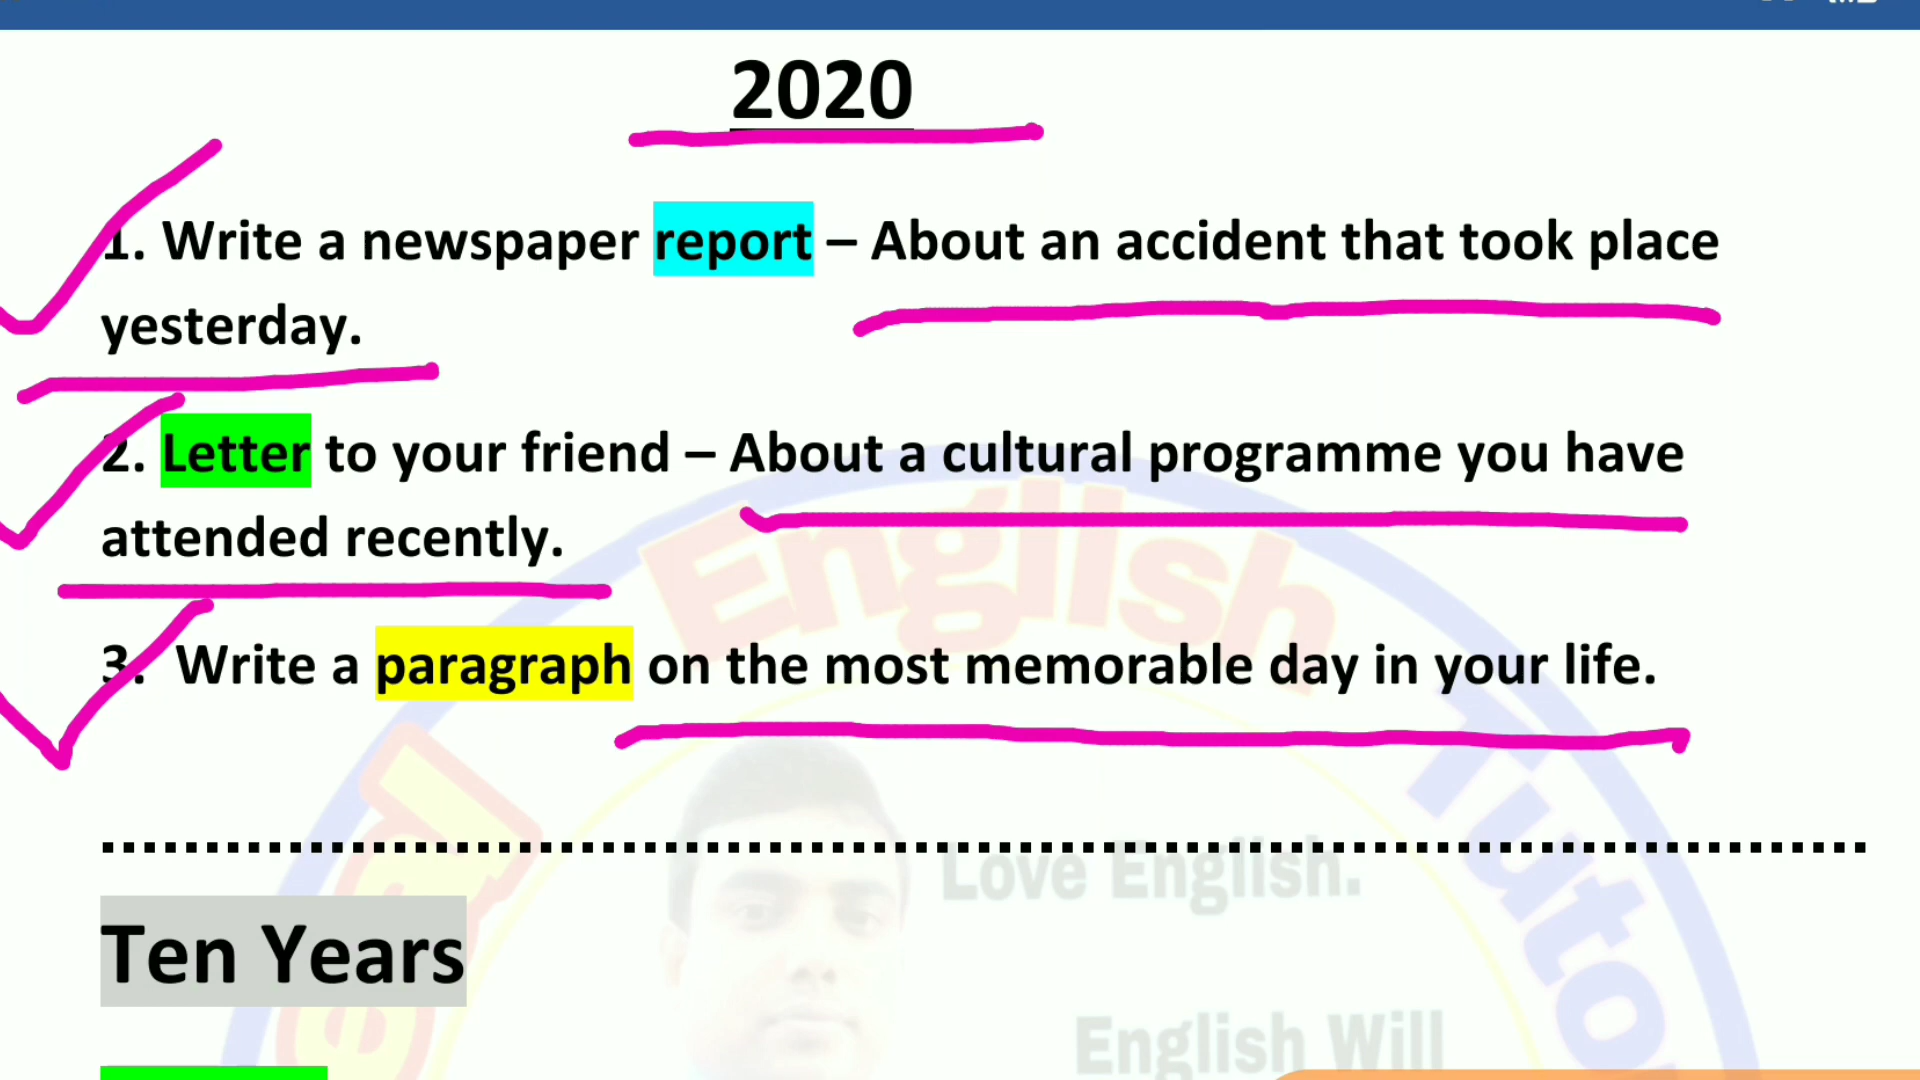 2020
1. Write a newspaper report – About an accident that took place
yesterday.
2. Letter to your friend – About a cultural programme you have
attended recently.
3. Write a paragraph on the most memorable day in your life.
Love English.
Ten Years
English Will
English Tutor